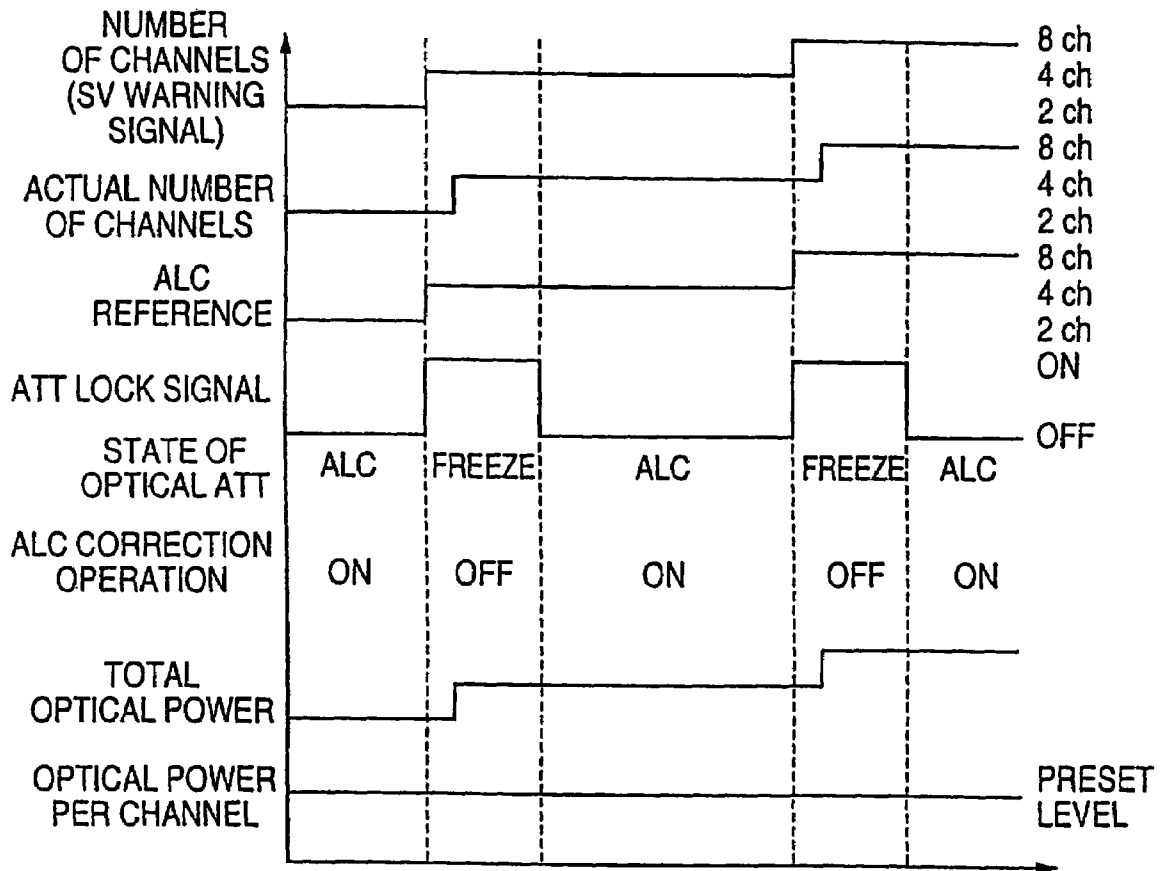 NUMBER
OF CHANNELS
(SV WARNING
SIGNAL)
8 ch
4 ch
2 ch
ACTUAL NUMBER
OF CHANNELS
8 ch
4 ch
2 ch
ALC
REFERENCE
8 ch
4 ch
2 ch
ATT LOCK SIGNAL
ON
OFF
STATE OF
OPTICAL ATT
ALC FREEZE ALC FREEZE ALC
ALC CORRECTION
OPERATION
ON OFF ON OFF ON
TOTAL
OPTICAL POWER
OPTICAL POWER
PER CHANNEL
PRESET
LEVEL